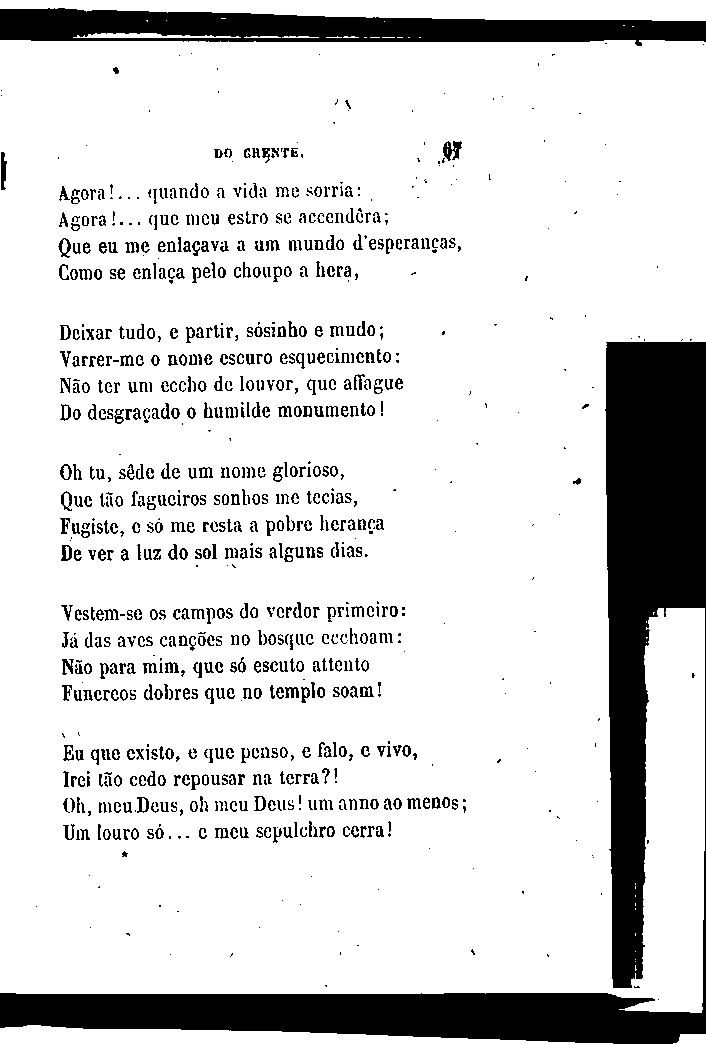 DO CRENTE. 67
Agora!... quando a vida me sorria:
Agora!... que meu estro se accendêra;
Que eu me enlaçava a um mundo d'esperanças,
Como se enlaça pelo choupo a hera,
Deixar tudo, e partir, sósinho e mudo;
Varrer-me o nome escuro esquecimento:
Não ter um eccho de louvor, que affague
Do desgraçado o humilde monumento!
Oh tu, sêde de um nome glorioso,
Que tão fagueiros sonhos me tecias,
Fugiste, e só me resta a pobre herança
De ver a luz do sol mais alguns dias.
Vestem-se os campos do verdor primeiro:
Já das aves canções no bosque ecchoam:
Não para mim, que só escuto attento
Funereos dobres que no templo soam!
Eu que existo, e que penso, e falo, e vivo,
Irei tão cedo repousar na terra?!
Oh, meu Deus, oh meu Deus! um anno ao menos;
Um louro só... e meu sepulchro cerra!